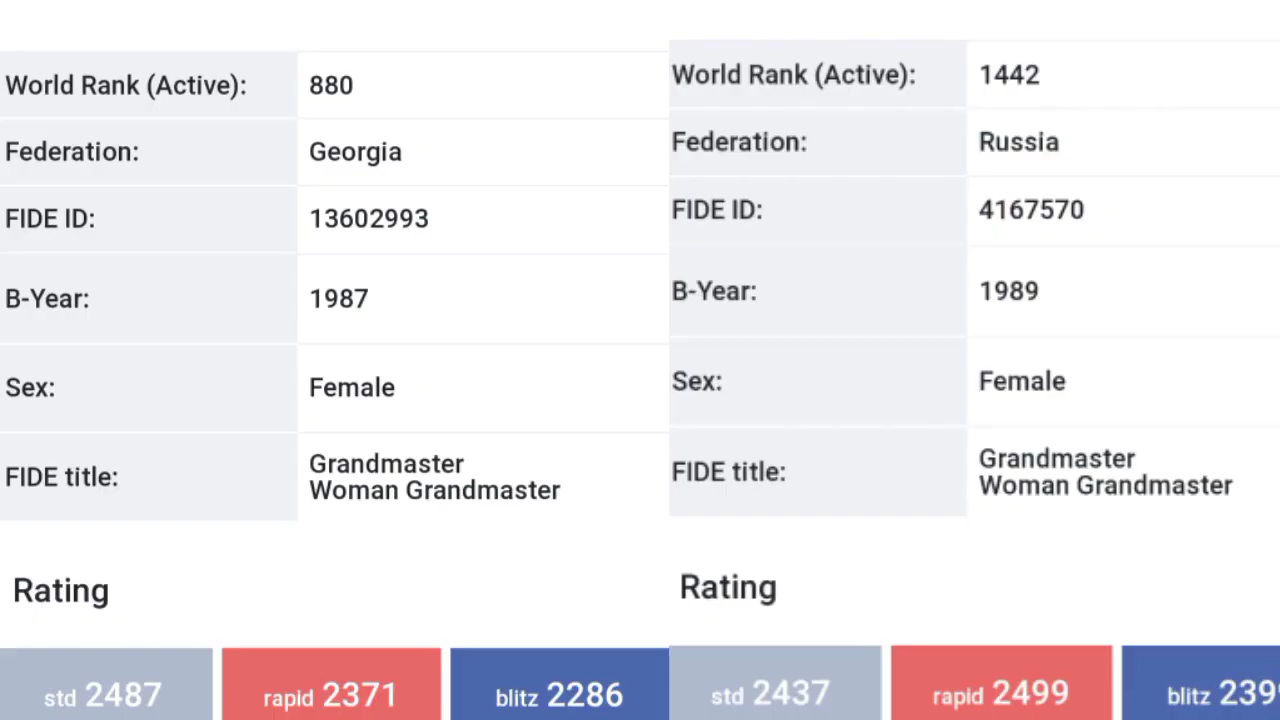 World Rank (Active): 880
Federation: Georgia
FIDE ID: 13602993
B-Year: 1987
Sex: Female
FIDE title: Grandmaster
Woman Grandmaster
Rating
std 2487 rapid 2371 blitz 2286
World Rank (Active): 1442
Federation: Russia
FIDE ID: 4167570
B-Year: 1989
Sex: Female
FIDE title: Grandmaster
Woman Grandmaster
Rating
std 2437 rapid 2499 blitz